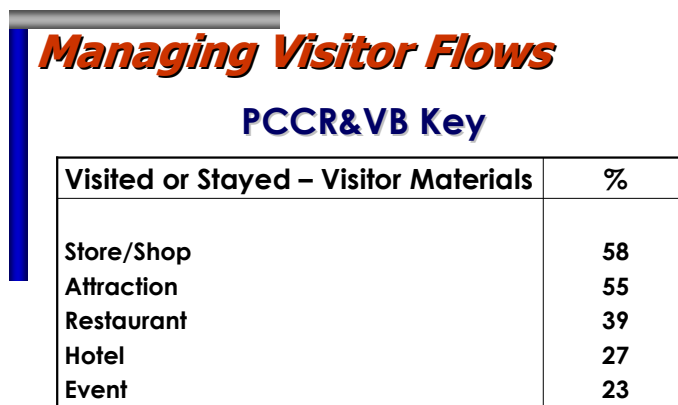 Managing Visitor Flows
PCCR&VB Key
Visited or Stayed – Visitor Materials %
Store/Shop 58
Attraction 55
Restaurant 39
Hotel 27
Event 23